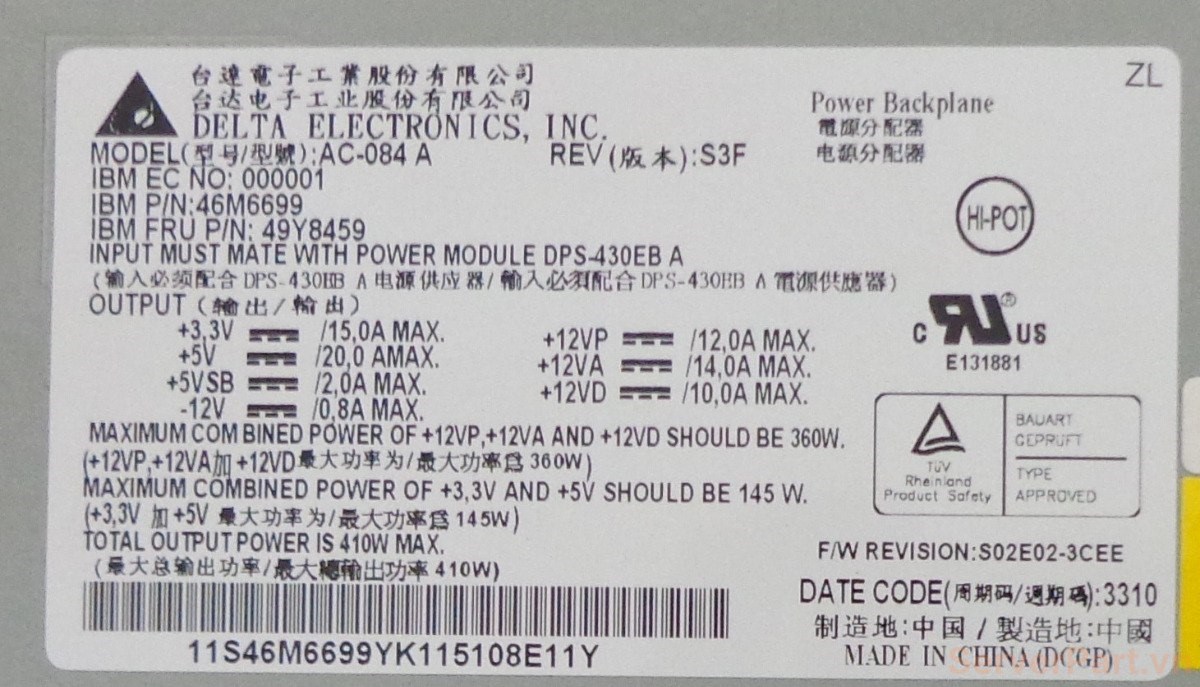 台達電子工業股份有限公司
台达电子工业股份有限公司
DELTA ELECTRONICS, INC.
MODEL(型号/型號):AC-084 A REV(版本):S3F
IBM EC NO: 000001
IBM P/N:46M6699
IBM FRU P/N: 49Y8459
INPUT MUST MATE WITH POWER MODULE DPS-430EB A
(输入必须配合 DPS-430EB A 电源供应器/輸入必須配合 DPS-430EB A 電源供應器)
OUTPUT (输出/輸出)
+3,3V /15,0A MAX.
+5V /20,0 AMAX.
+5VSB /2,0A MAX.
-12V /0,8A MAX.
+12VP /12,0A MAX.
+12VA /14,0A MAX.
+12VD /10,0A MAX.
MAXIMUM COMBINED POWER OF +12VP,+12VA AND +12VD SHOULD BE 360W.
(+12VP,+12VA加 +12VD最大功率为/最大功率爲 360W)
MAXIMUM COMBINED POWER OF +3,3V AND +5V SHOULD BE 145 W.
(+3,3V 加 +5V 最大功率为/最大功率爲 145W)
TOTAL OUTPUT POWER IS 410W MAX.
(最大总输出功率/最大總輸出功率 410W)
11S46M6699YK115108E11Y
ZL
Power Backplane
電源分配器
电源分配器
HI-POT
C RU ® US
E131881
TÜV
Rheinland
Product Safety
BAUART
GEPRÜFT
TYPE
APPROVED
F/W REVISION:S02E02-3CEE
DATE CODE(周期码/週期碼):3310
制造地:中国 / 製造地:中國
MADE IN CHINA (DCGP)
ServerPart.v